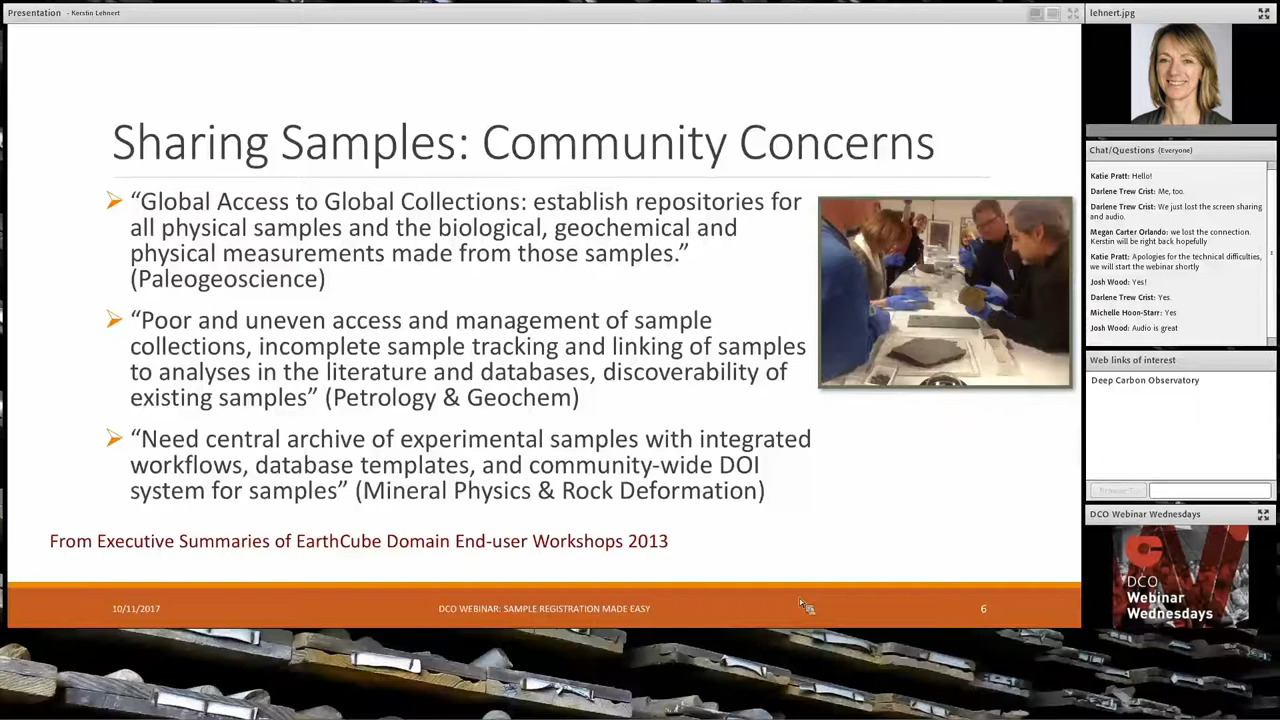 Presentation - Kerstin Lehnert
Sharing Samples: Community Concerns
“Global Access to Global Collections: establish repositories for
all physical samples and the biological, geochemical and
physical measurements made from those samples.”
(Paleogeoscience)
“Poor and uneven access and management of sample
collections, incomplete sample tracking and linking of samples
to analyses in the literature and databases, discoverability of
existing samples” (Petrology & Geochem)
“Need central archive of experimental samples with integrated
workflows, database templates, and community-wide DOI
system for samples” (Mineral Physics & Rock Deformation)
From Executive Summaries of EarthCube Domain End-user Workshops 2013
10/11/2017 DCO WEBINAR: SAMPLE REGISTRATION MADE EASY 6
lehnert.jpg
Chat/Questions (Everyone)
Katie Pratt: Hello!
Darlene Trew Crist: Me, too.
Darlene Trew Crist: We just lost the screen sharing
and audio.
Megan Carter Orlando: we lost the connection.
Kerstin will be right back hopefully
Katie Pratt: Apologies for the technical difficulties,
we will start the webinar shortly
Josh Wood: Yes!
Darlene Trew Crist: Yes.
Michelle Hoon-Starr: Yes
Josh Wood: Audio is great
Web links of interest
Deep Carbon Observatory
DCO Webinar Wednesdays
DCO
Webinar
Wednesdays